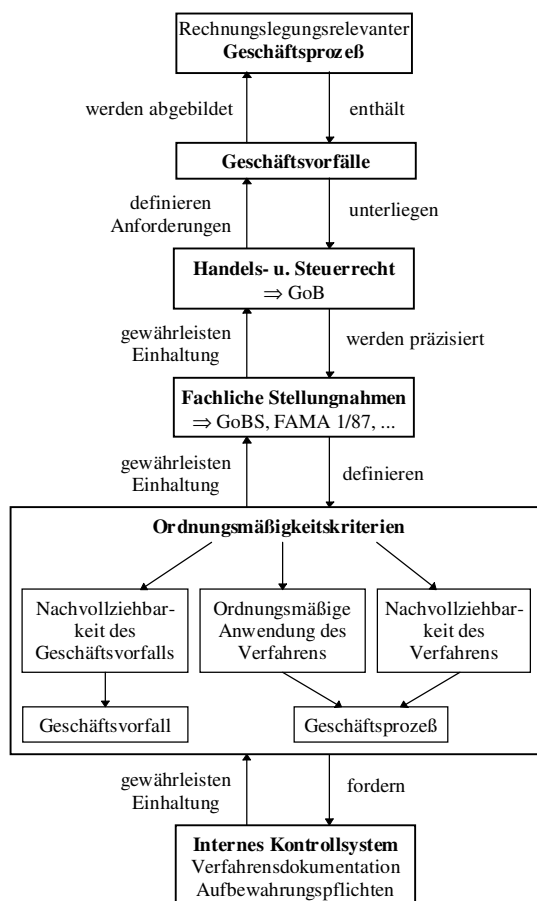 Rechnungslegungsrelevanter
Geschäftsprozeß
werden abgebildet
enthält
Geschäftsvorfälle
definieren
Anforderungen
unterliegen
Handels- u. Steuerrecht
⇒ GoB
gewährleisten
Einhaltung
werden präzisiert
Fachliche Stellungnahmen
⇒ GoBS, FAMA 1/87, ...
gewährleisten
Einhaltung
definieren
Ordnungsmäßigkeitskriterien
Nachvollziehbar-
keit des
Geschäftsvorfalls
Ordnungsmäßige
Anwendung des
Verfahrens
Nachvollziehbar-
keit des
Verfahrens
Geschäftsvorfall
Geschäftsprozeß
gewährleisten
Einhaltung
fordern
Internes Kontrollsystem
Verfahrensdokumentation
Aufbewahrungspflichten